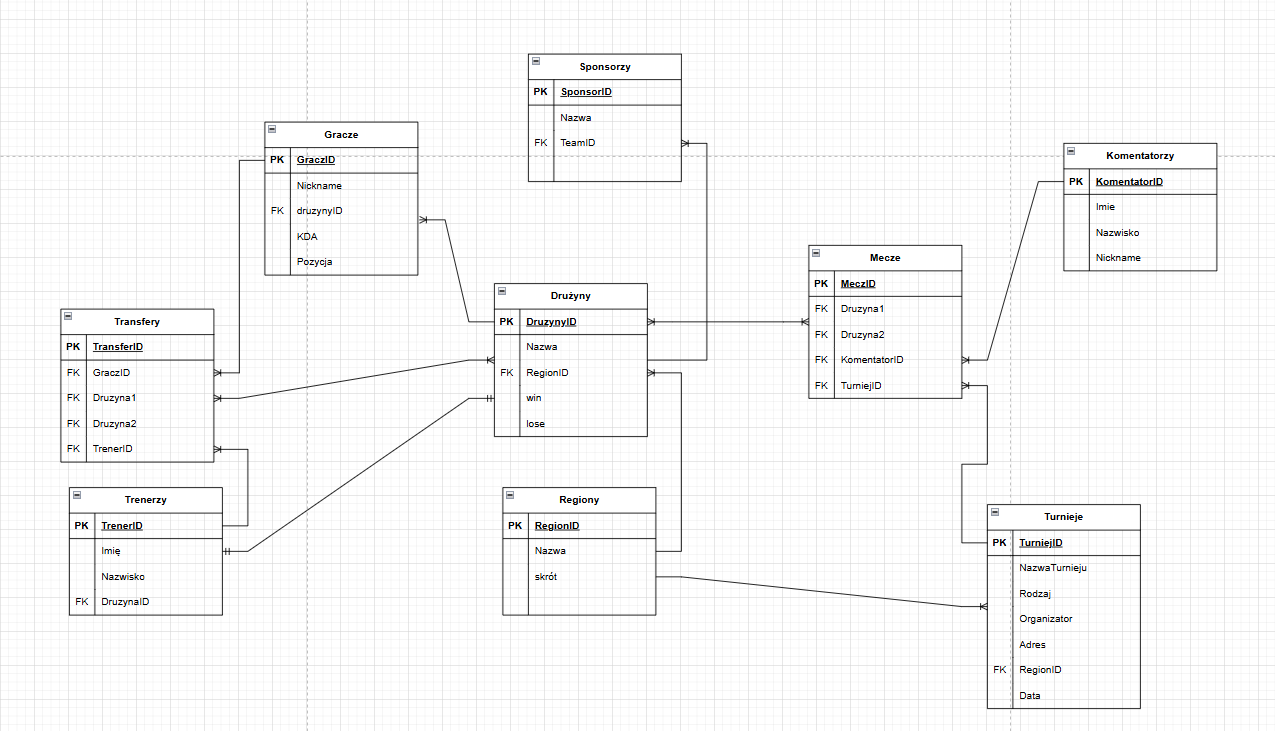 Sponsorzy
PK SponsorID
Nazwa
FK TeamID
Gracze
PK GraczID
Nickname
FK druzynyID
KDA
Pozycja
Komentatorzy
PK KomentatorID
Imie
Nazwisko
Nickname
Mecze
PK MeczID
FK Druzyna1
FK Druzyna2
FK KomentatorID
FK TurniejID
Drużyny
PK DruzynyID
Nazwa
FK RegionID
win
lose
Transfery
PK TransferID
FK GraczID
FK Druzyna1
FK Druzyna2
FK TrenerID
Trenerzy
PK TrenerID
Imię
Nazwisko
FK DruzynaID
Regiony
PK RegionID
Nazwa
skrót
Turnieje
PK TurniejID
NazwaTurnieju
Rodzaj
Organizator
Adres
FK RegionID
Data